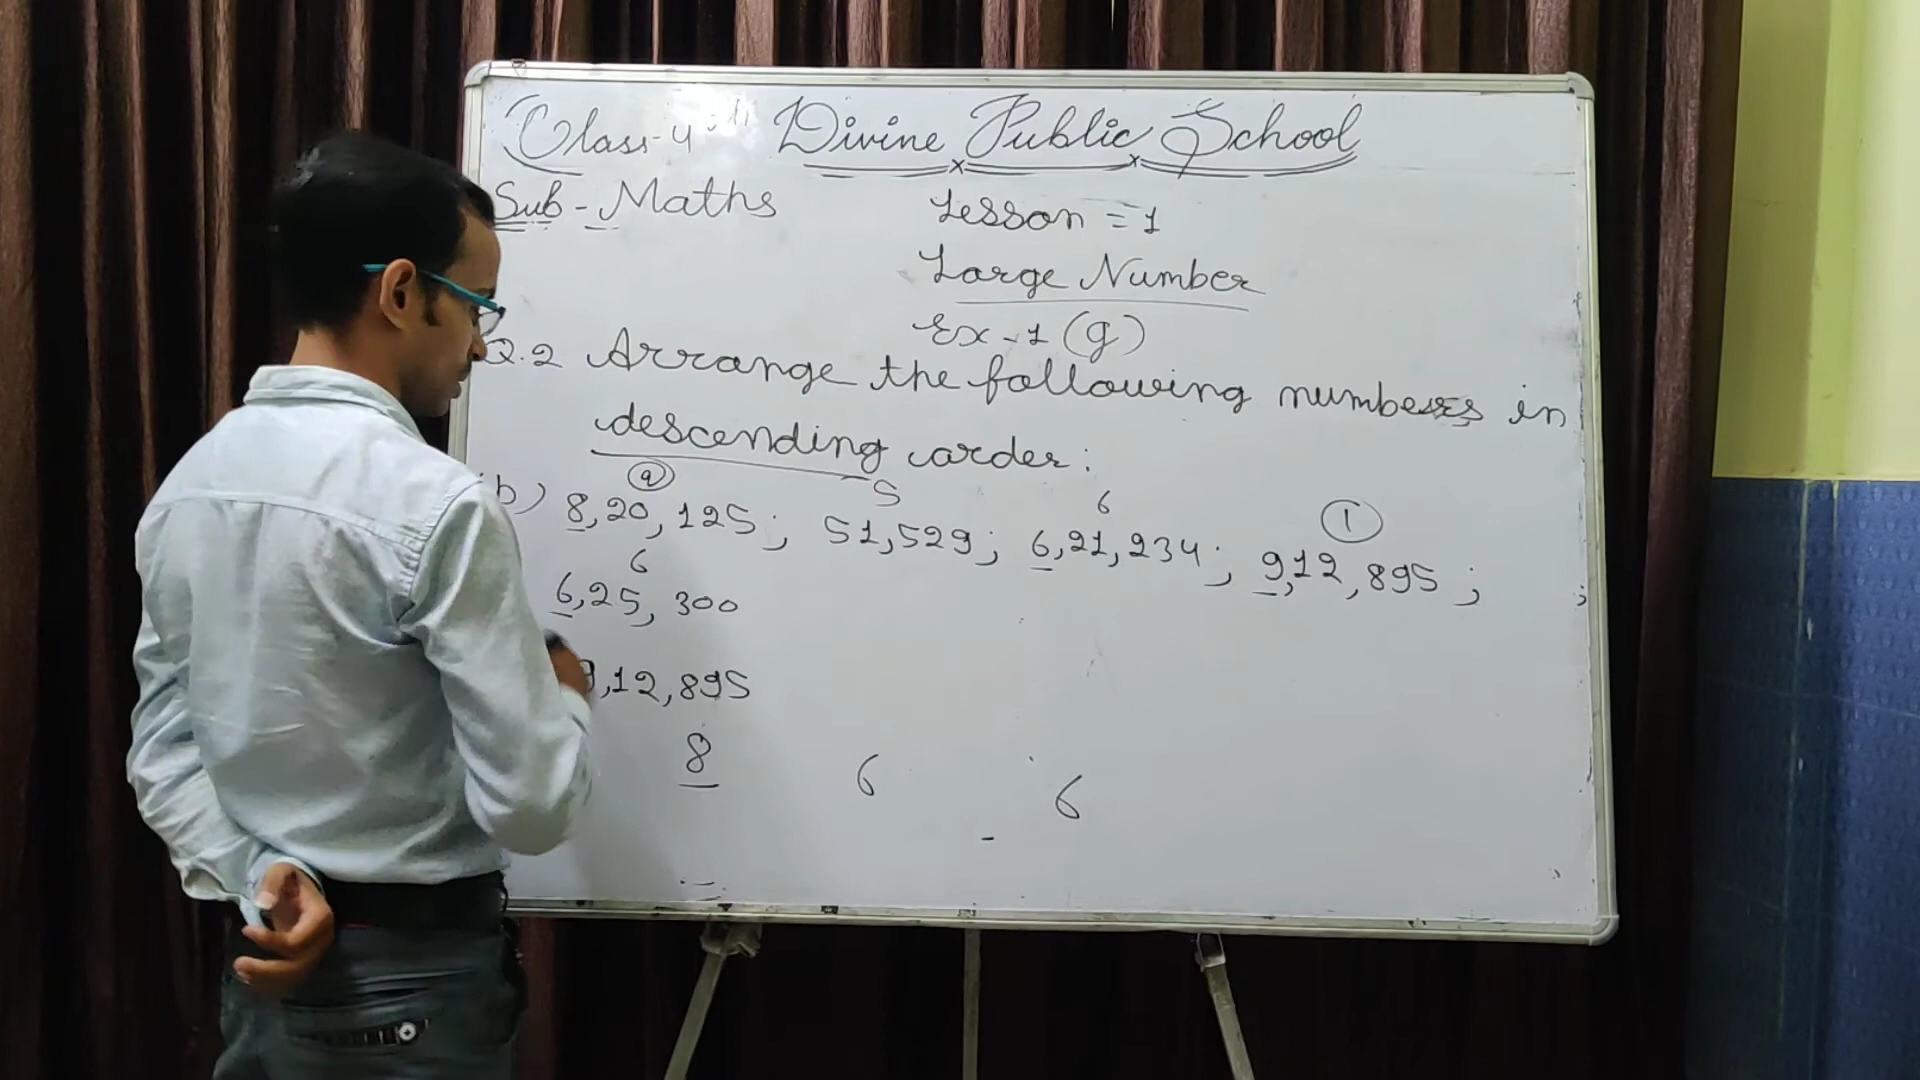 Class-4 Divine Public School
Sub - Maths
Lesson = 1
Large Number
Ex-1 (g)
Q.2 Arrange the following numbers in
descending order:
2 5 6 1
b) 8,20,125; 51,529; 6,21,234; 9,12,895;
6
6,25,300
9,12,895
8 6 6